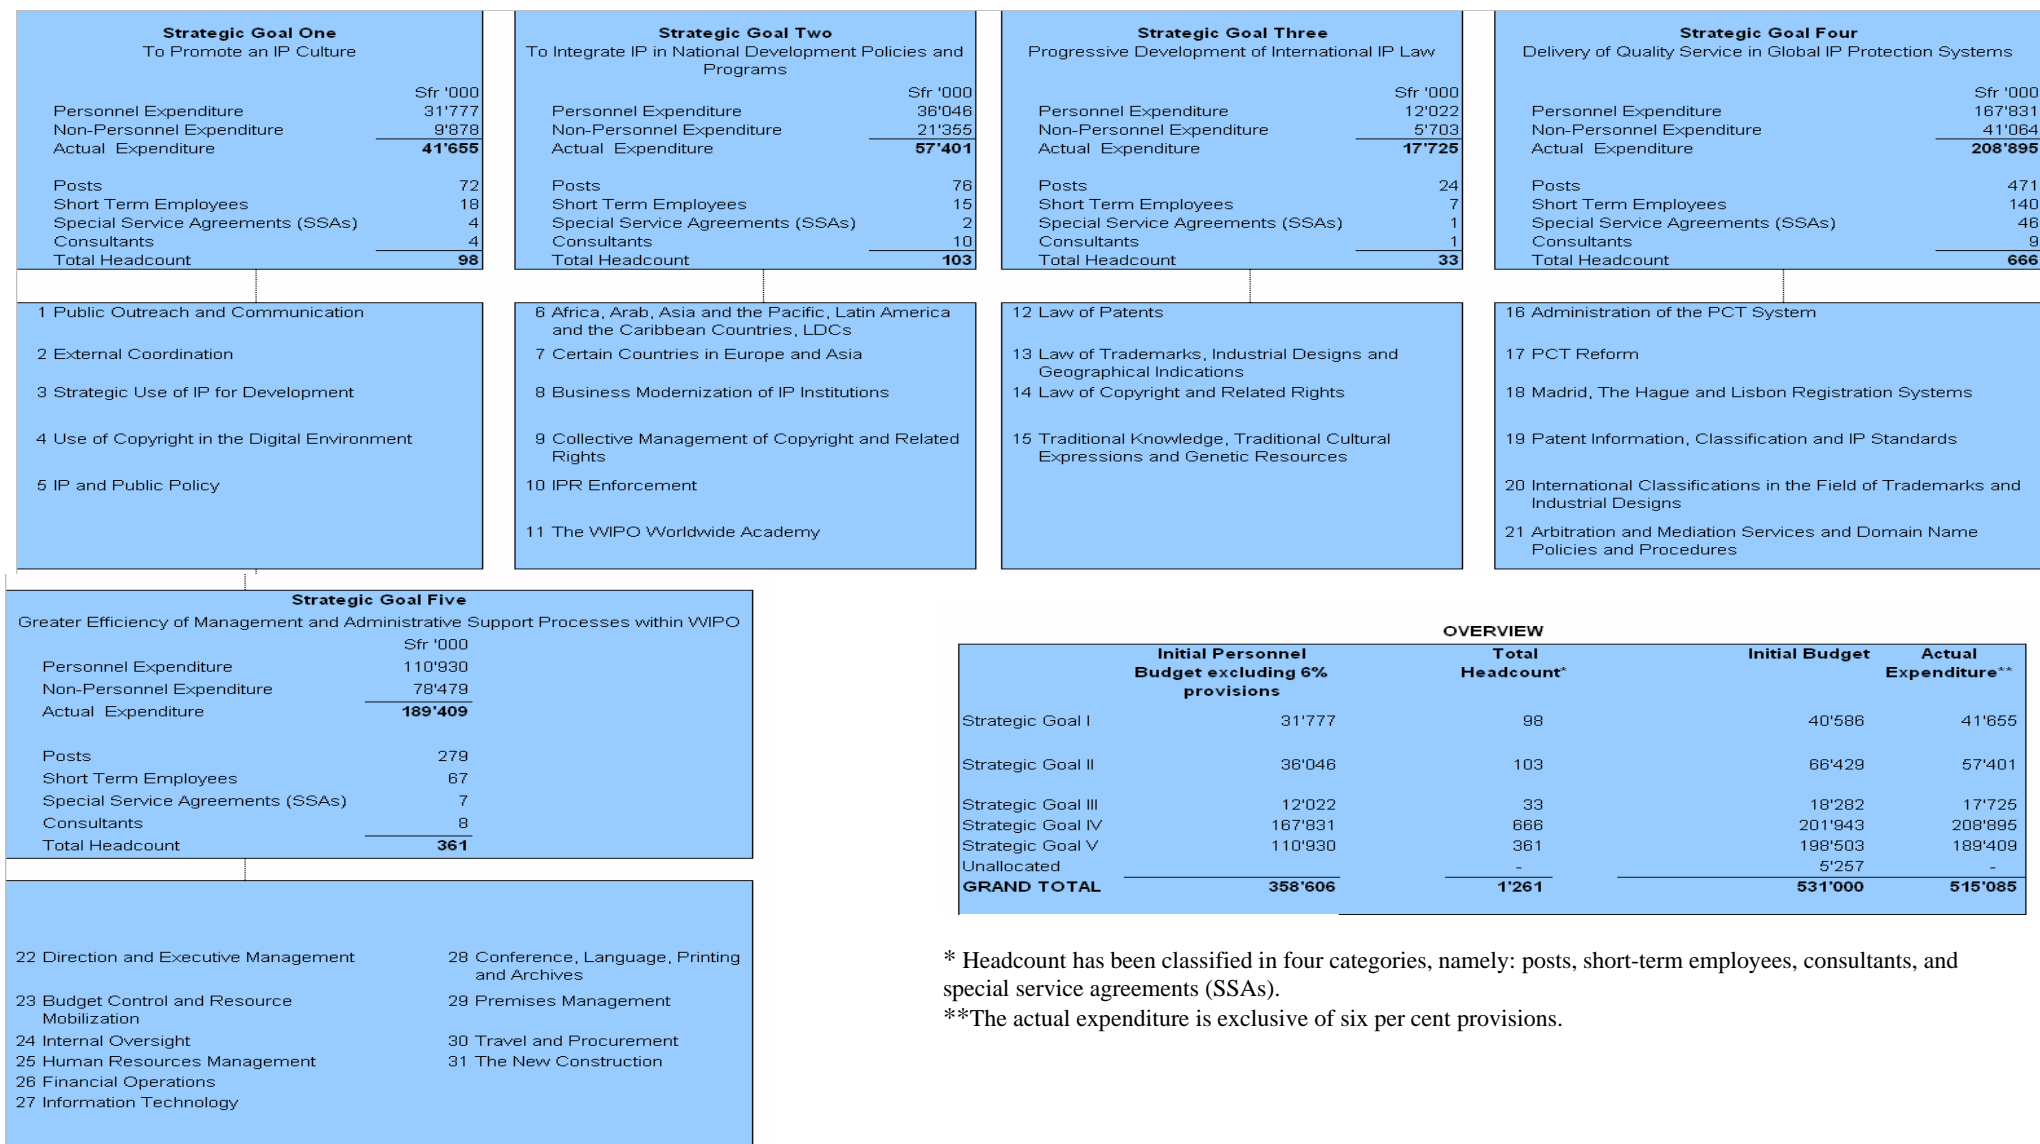 Strategic Goal One
To Promote an IP Culture
Sfr '000
Personnel Expenditure 31'777
Non-Personnel Expenditure 9'878
Actual Expenditure 41'655
Posts 72
Short Term Employees 18
Special Service Agreements (SSAs) 4
Consultants 4
Total Headcount 98
1 Public Outreach and Communication
2 External Coordination
3 Strategic Use of IP for Development
4 Use of Copyright in the Digital Environment
5 IP and Public Policy
Strategic Goal Two
To Integrate IP in National Development Policies and
Programs
Sfr '000
Personnel Expenditure 36'046
Non-Personnel Expenditure 21'355
Actual Expenditure 57'401
Posts 76
Short Term Employees 15
Special Service Agreements (SSAs) 2
Consultants 10
Total Headcount 103
6 Africa, Arab, Asia and the Pacific, Latin America
and the Caribbean Countries, LDCs
7 Certain Countries in Europe and Asia
8 Business Modernization of IP Institutions
9 Collective Management of Copyright and Related
Rights
10 IPR Enforcement
11 The WIPO Worldwide Academy
Strategic Goal Three
Progressive Development of International IP Law
Sfr '000
Personnel Expenditure 12'022
Non-Personnel Expenditure 5'703
Actual Expenditure 17'725
Posts 24
Short Term Employees 7
Special Service Agreements (SSAs) 1
Consultants 1
Total Headcount 33
12 Law of Patents
13 Law of Trademarks, Industrial Designs and
Geographical Indications
14 Law of Copyright and Related Rights
15 Traditional Knowledge, Traditional Cultural
Expressions and Genetic Resources
Strategic Goal Four
Delivery of Quality Service in Global IP Protection Systems
Sfr '000
Personnel Expenditure 167'831
Non-Personnel Expenditure 41'064
Actual Expenditure 208'895
Posts 471
Short Term Employees 140
Special Service Agreements (SSAs) 46
Consultants 9
Total Headcount 666
16 Administration of the PCT System
17 PCT Reform
18 Madrid, The Hague and Lisbon Registration Systems
19 Patent Information, Classification and IP Standards
20 International Classifications in the Field of Trademarks and
Industrial Designs
21 Arbitration and Mediation Services and Domain Name
Policies and Procedures
Strategic Goal Five
Greater Efficiency of Management and Administrative Support Processes within WIPO
Sfr '000
Personnel Expenditure 110'930
Non-Personnel Expenditure 78'479
Actual Expenditure 189'409
Posts 279
Short Term Employees 67
Special Service Agreements (SSAs) 7
Consultants 8
Total Headcount 361
22 Direction and Executive Management
23 Budget Control and Resource
Mobilization
24 Internal Oversight
25 Human Resources Management
26 Financial Operations
27 Information Technology
28 Conference, Language, Printing
and Archives
29 Premises Management
30 Travel and Procurement
31 The New Construction
OVERVIEW
Initial Personnel Total Initial Budget Actual
Budget excluding 6% Headcount* Expenditure**
provisions
Strategic Goal I 31'777 98 40'586 41'655
Strategic Goal II 36'046 103 66'429 57'401
Strategic Goal III 12'022 33 18'282 17'725
Strategic Goal IV 167'831 666 201'943 208'895
Strategic Goal V 110'930 361 198'503 189'409
Unallocated - 5'257 -
GRAND TOTAL 358'606 1'261 531'000 515'085
* Headcount has been classified in four categories, namely: posts, short-term employees, consultants, and
special service agreements (SSAs).
**The actual expenditure is exclusive of six per cent provisions.